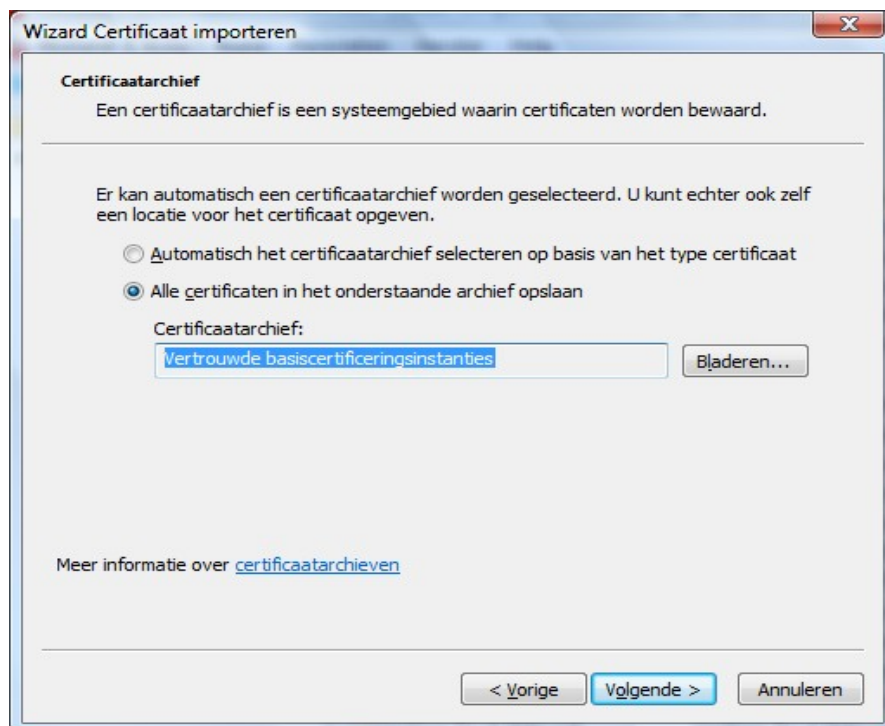 Wizard Certificaat importeren
Certificaatarchief
Een certificaatarchief is een systeemgebied waarin certificaten worden bewaard.
Er kan automatisch een certificaatarchief worden geselecteerd. U kunt echter ook zelf
een locatie voor het certificaat opgeven.
Automatisch het certificaatarchief selecteren op basis van het type certificaat
Alle certificaten in het onderstaande archief opslaan
Certificaatarchief:
Vertrouwde basiscertificeringsinstanties
Bladeren...
Meer informatie over certificaatarchieven
< Vorige Volgende > Annuleren